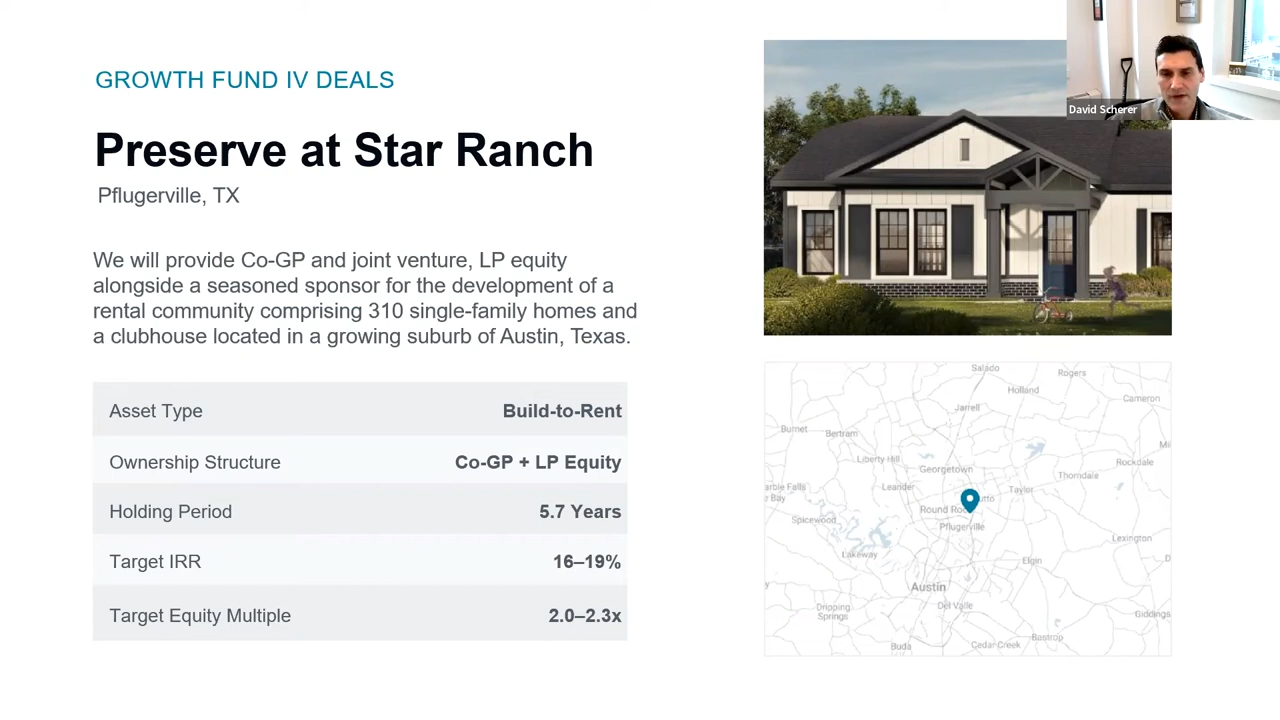 GROWTH FUND IV DEALS
Preserve at Star Ranch
Pflugerville, TX
We will provide Co-GP and joint venture, LP equity
alongside a seasoned sponsor for the development of a
rental community comprising 310 single-family homes and
a clubhouse located in a growing suburb of Austin, Texas.
Asset Type Build-to-Rent
Ownership Structure Co-GP + LP Equity
Holding Period 5.7 Years
Target IRR 16–19%
Target Equity Multiple 2.0–2.3x
David Scherer
Salado
Rogers
Holland
Cameron
Jarrell
Burnet
Bertram
Liberty Hill
Georgetown
Rockdale
Thorndale
Leander
Taylor
Round
Spicewood
Pflugerville
Lexington
Lakeway
Elgin
Austin
Del Valle
Dripping
Springs
Giddings
Bastrop
Buda
Cedar Creek